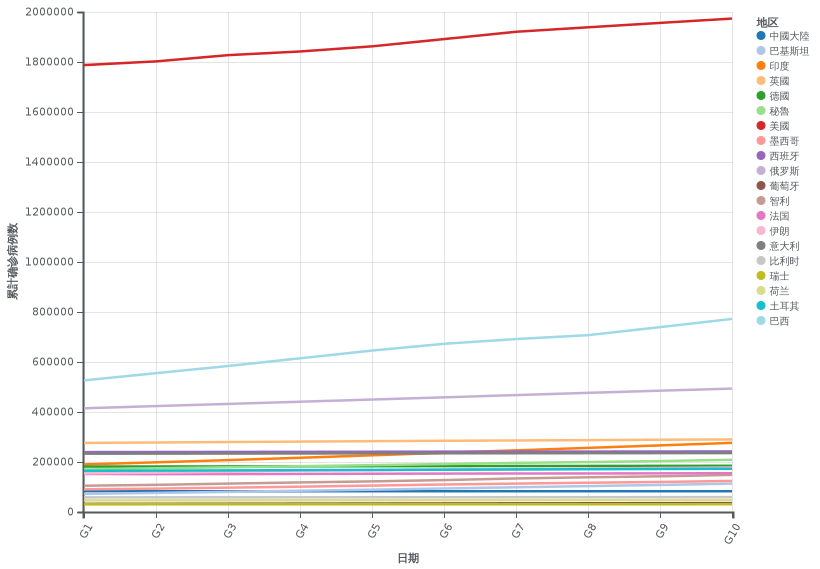 2000000
1800000
1600000
1400000
1200000
1000000
800000
600000
400000
200000
0
累計确诊病例数
G1
G2
G3
G4
G5
G6
G7
G8
G9
G10
日期
地区
中國大陸
巴基斯坦
印度
英國
德國
秘魯
美國
墨西哥
西班牙
俄罗斯
葡萄牙
智利
法国
伊朗
意大利
比利时
瑞士
荷兰
土耳其
巴西